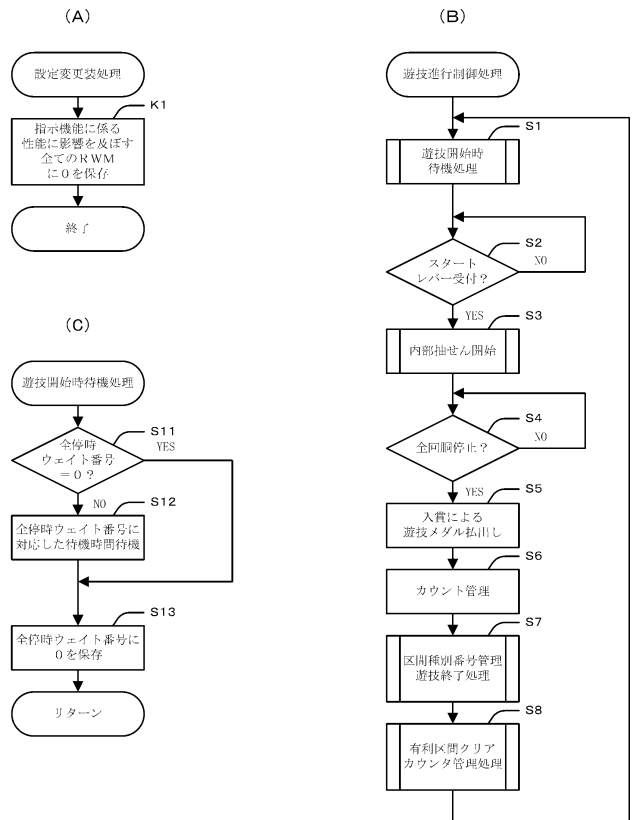 (A)
設定変更装処理
K1
指示機能に係る
性能に影響を及ぼす
全てのRWM
に0を保存
終了
(C)
遊技開始時待機処理
S11
全停時
ウェイト番号
=0?
YES
NO
S12
全停時ウェイト番号に
対応した待機時間待機
S13
全停時ウェイト番号に
0を保存
リターン
(B)
遊技進行制御処理
S1
遊技開始時
待機処理
S2
スタート
レバー受付?
NO
YES
S3
内部抽せん開始
S4
全回胴停止?
NO
YES
S5
入賞による
遊技メダル払出し
S6
カウント管理
S7
区間種別番号管理
遊技終了処理
S8
有利区間クリア
カウンタ管理処理